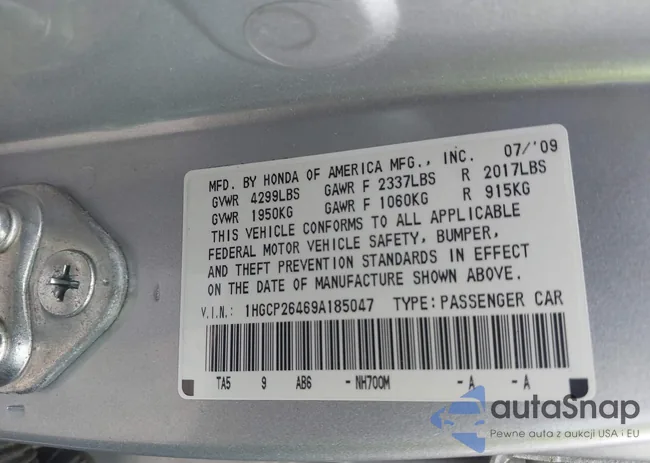 MFD. BY HONDA OF AMERICA MFG., INC. 07/'09
GVWR 4299LBS GAWR F 2337LBS R 2017LBS
GVWR 1950KG GAWR F 1060KG R 915KG
THIS VEHICLE CONFORMS TO ALL APPLICABLE
FEDERAL MOTOR VEHICLE SAFETY, BUMPER,
AND THEFT PREVENTION STANDARDS IN EFFECT
ON THE DATE OF MANUFACTURE SHOWN ABOVE.
V.I.N.: 1HGCP26469A185047 TYPE: PASSENGER CAR
TA5 9 AB6 -NH700M -A -A
autaSnap
Pewne auta z aukcji USA i EU